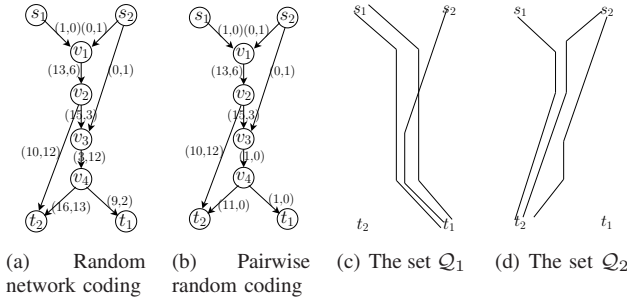 s₁ s₂ s₁ s₂ s₁ s₂ s₁ s₂
(1,0)(0,1) (1,0)(0,1)
v₁ v₁
(13,6) (13,6)
v₂ (0,1) v₂ (0,1)
(15,3) (15,3)
v₃ v₃
(10,12) (3,12) (10,12) (1,0)
v₄ v₄
(16,13) (9,2) (11,0) (1,0)
t₂ t₁ t₂ t₁ t₂ t₁ t₂ t₁
(a) Random network coding
(b) Pairwise random coding
(c) The set 𝒬₁
(d) The set 𝒬₂